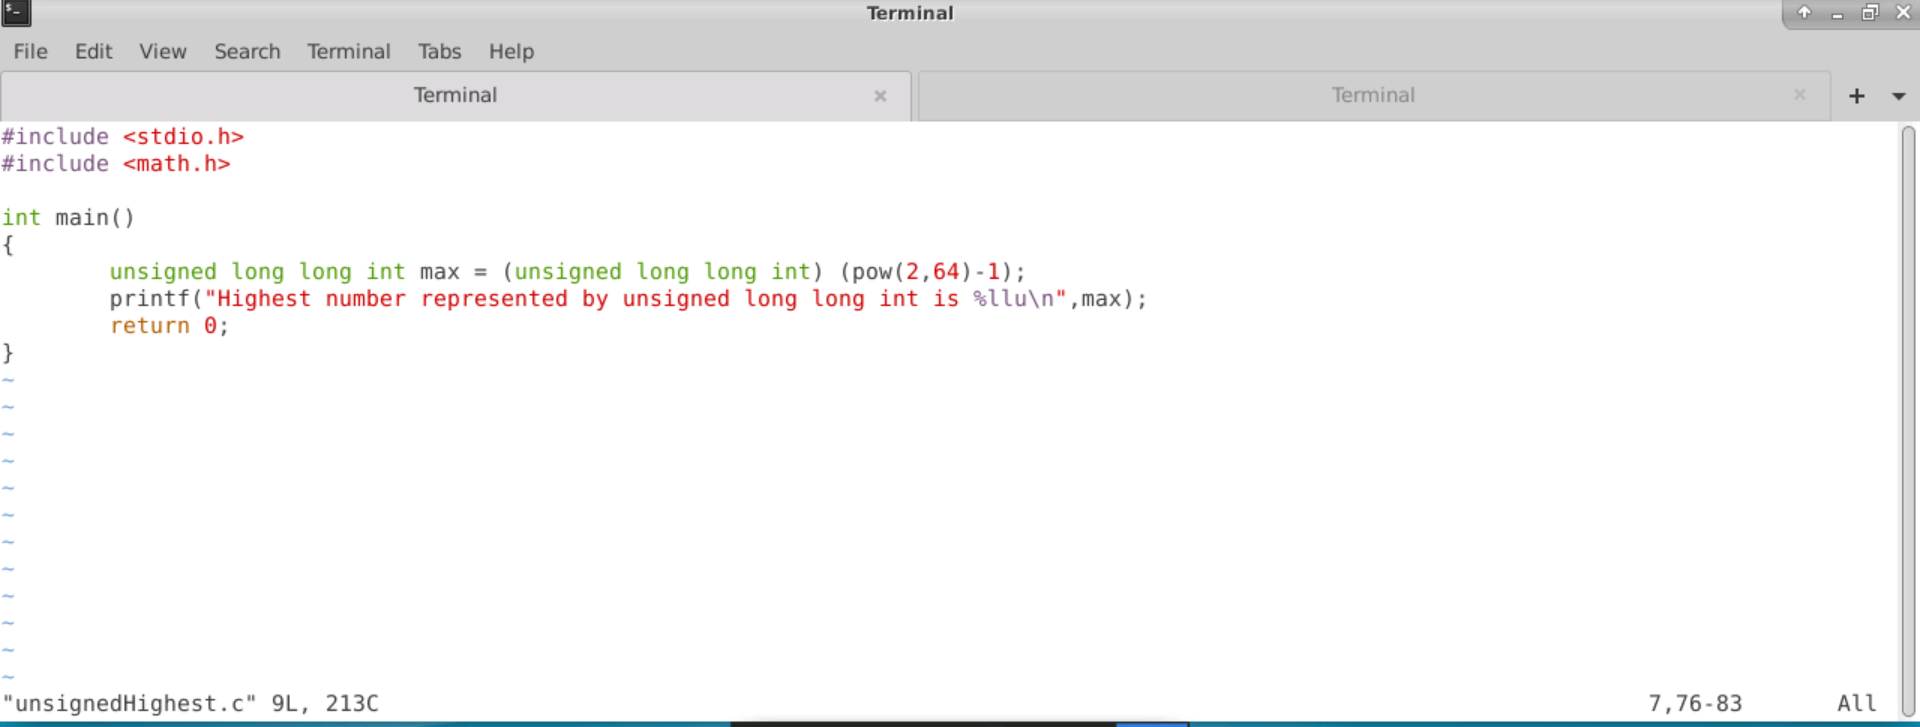 Terminal
File Edit View Search Terminal Tabs Help
Terminal
Terminal
#include <stdio.h>
#include <math.h>
int main()
{
        unsigned long long int max = (unsigned long long int) (pow(2,64)-1);
        printf("Highest number represented by unsigned long long int is %llu\n",max);
        return 0;
}
~
~
~
~
~
~
~
~
~
~
~
~
"unsignedHighest.c" 9L, 213C 7,76-83 All